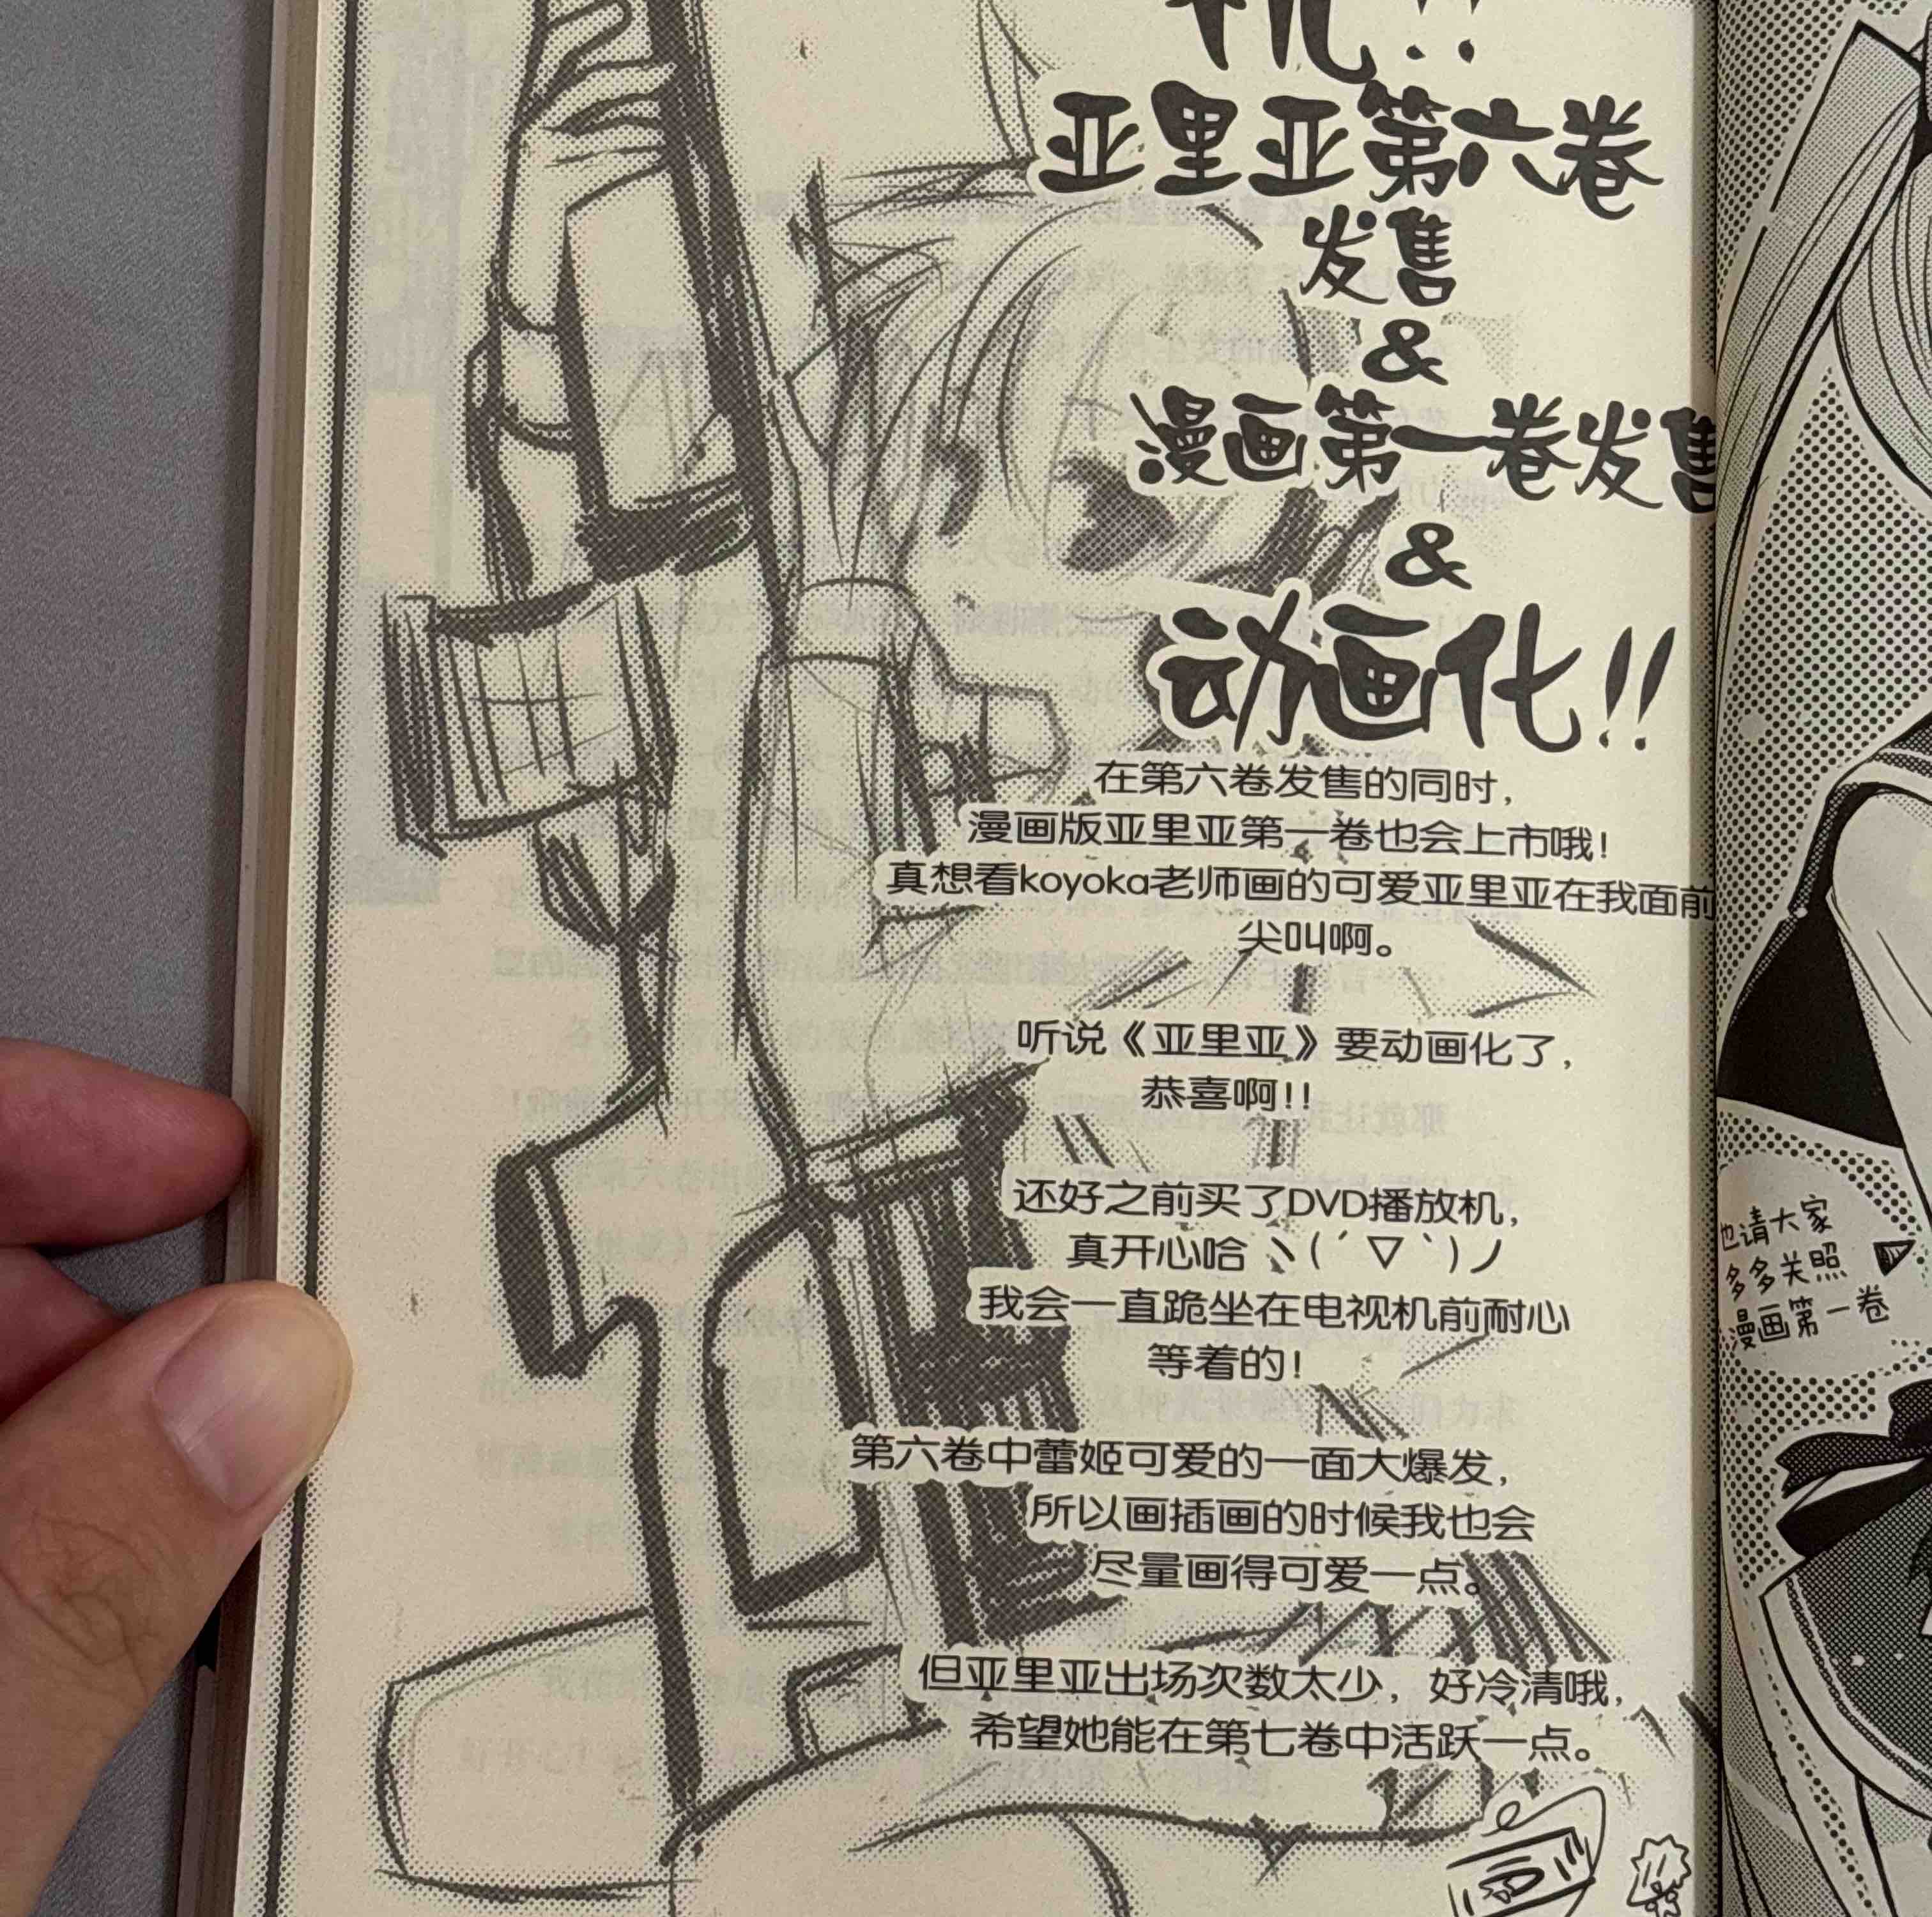 亚里亚第六卷
发售
&
漫画第一卷发售
&
动画化!!
在第六卷发售的同时，
漫画版亚里亚第一卷也会上市哦！
真想看koyoka老师画的可爱亚里亚在我面前
尖叫啊。
听说《亚里亚》要动画化了，
恭喜啊!!
还好之前买了DVD播放机，
真开心哈ヽ(´▽`)ノ
我会一直跪坐在电视机前耐心
等着的！
第六卷中蕾姬可爱的一面大爆发，
所以画插画的时候我也会
尽量画得可爱一点。
但亚里亚出场次数太少，好冷清哦，
希望她能在第七卷中活跃一点。
也请大家
多多关照
漫画第一卷